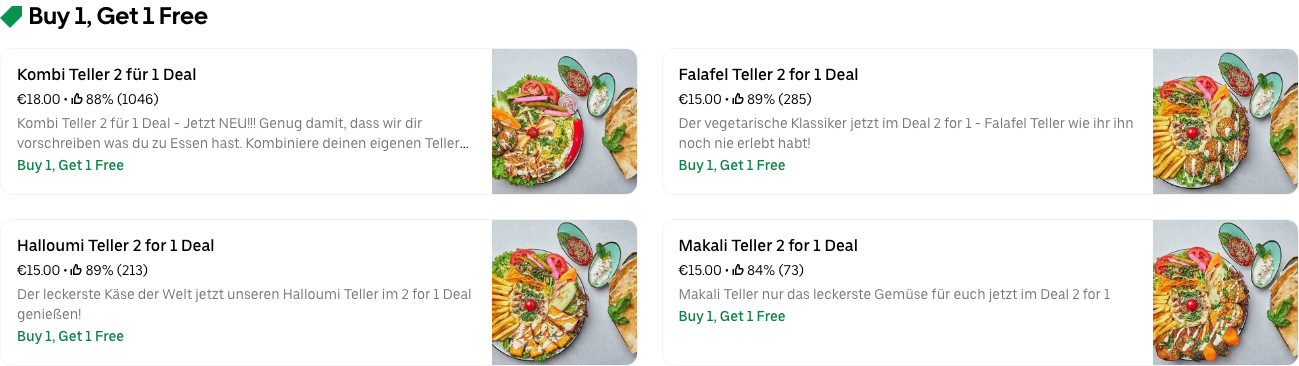 Buy 1, Get 1 Free
Kombi Teller 2 für 1 Deal
€18.00 • 88% (1046)
Kombi Teller 2 für 1 Deal - Jetzt NEU!!! Genug damit, dass wir dir
vorschreiben was du zu Essen hast. Kombiniere deinen eigenen Teller...
Buy 1, Get 1 Free
Falafel Teller 2 for 1 Deal
€15.00 • 89% (285)
Der vegetarische Klassiker jetzt im Deal 2 for 1 - Falafel Teller wie ihr ihn
noch nie erlebt habt!
Buy 1, Get 1 Free
Halloumi Teller 2 for 1 Deal
€15.00 • 89% (213)
Der leckerste Käse der Welt jetzt unseren Halloumi Teller im 2 for 1 Deal
genießen!
Buy 1, Get 1 Free
Makali Teller 2 for 1 Deal
€15.00 • 84% (73)
Makali Teller nur das leckerste Gemüse für euch jetzt im Deal 2 for 1
Buy 1, Get 1 Free